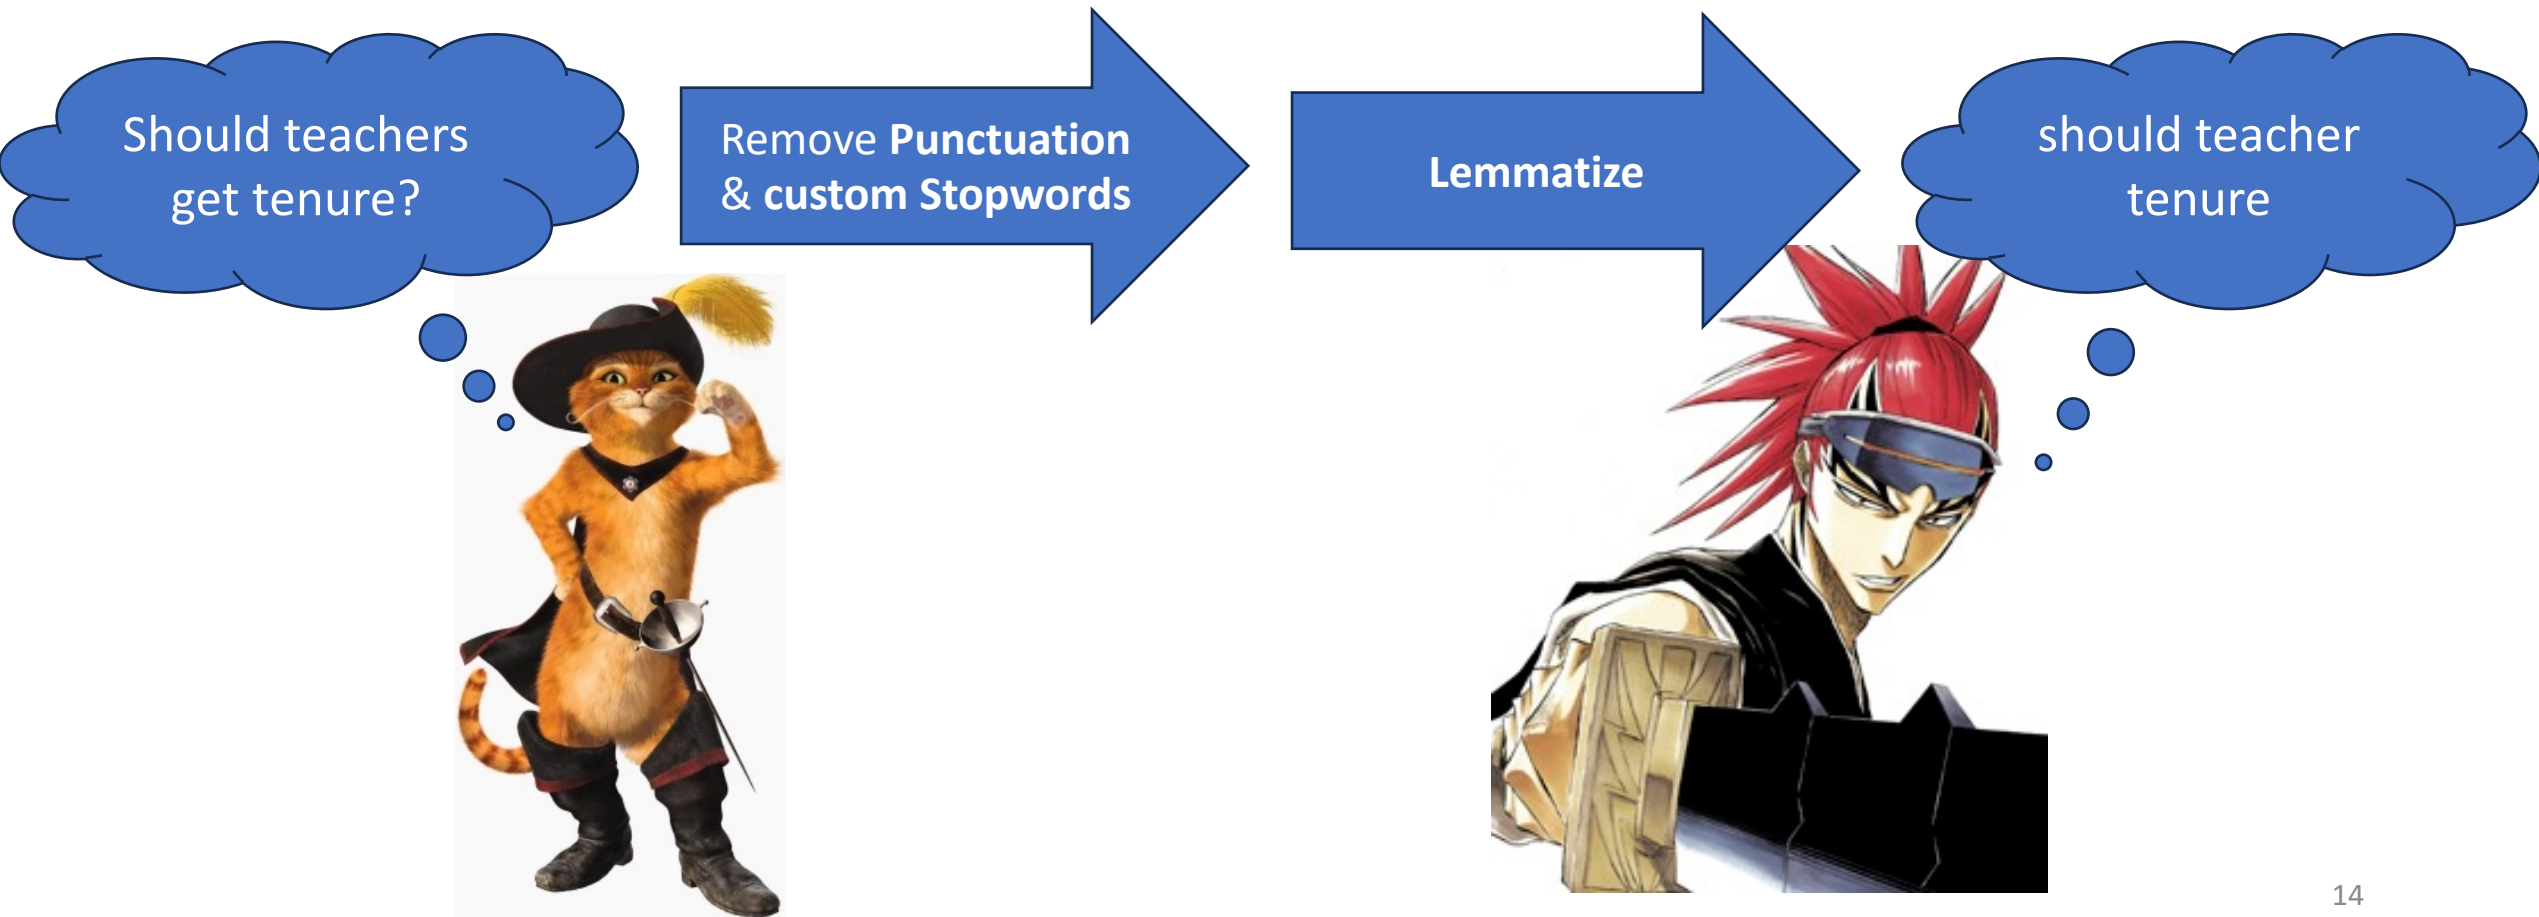 Should teachers
get tenure?
Remove Punctuation
& custom Stopwords
Lemmatize
should teacher
tenure
14